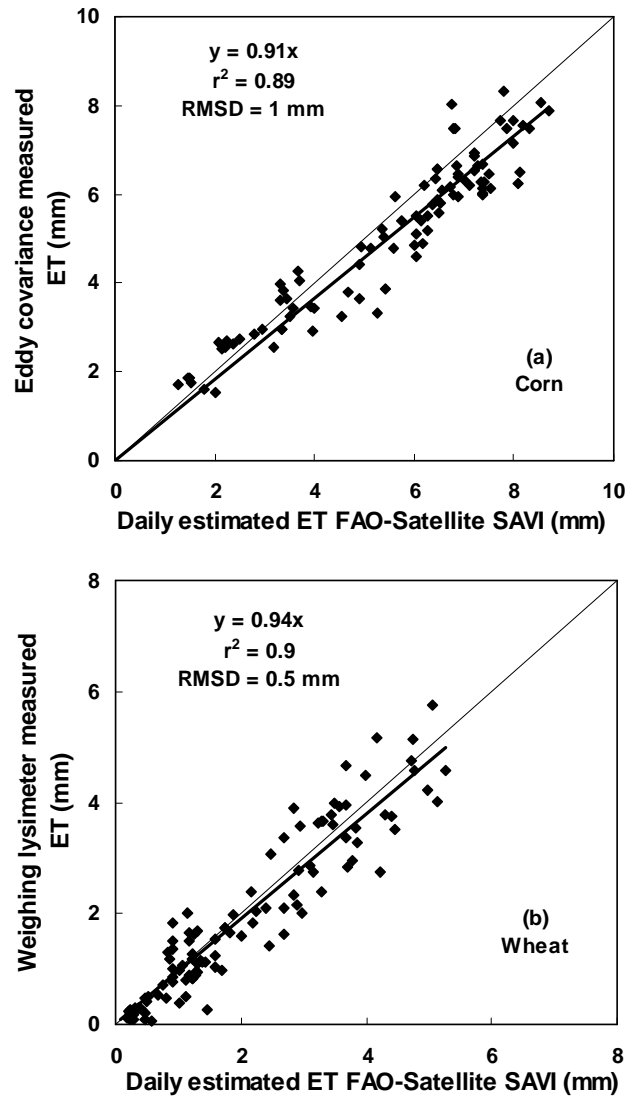 10
y = 0.91x
r² = 0.89
RMSD = 1 mm
8
6
4
2
0
Eddy covariance measured
ET (mm)
(a)
Corn
0 2 4 6 8 10
Daily estimated ET FAO-Satellite SAVI (mm)
8
y = 0.94x
r² = 0.9
RMSD = 0.5 mm
6
4
2
0
Weighing lysimeter measured
ET (mm)
(b)
Wheat
0 2 4 6 8
Daily estimated ET FAO-Satellite SAVI (mm)